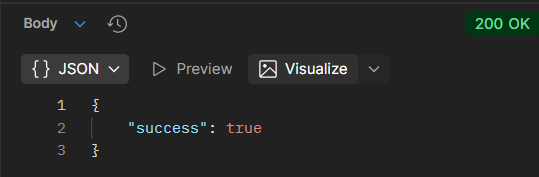 Body 200 OK
{} JSON Preview Visualize
1 {
2 "success": true
3 }